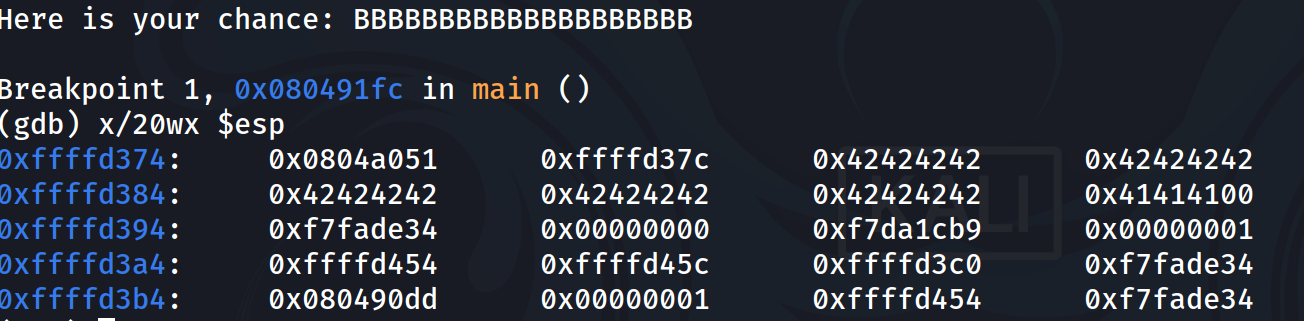 Here is your chance: BBBBBBBBBBBBBBBBBBBB
Breakpoint 1, 0x080491fc in main ()
(gdb) x/20wx $esp
0xffffd374: 0x0804a051 0xffffd37c 0x42424242 0x42424242
0xffffd384: 0x42424242 0x42424242 0x42424242 0x41414100
0xffffd394: 0xf7fade34 0x00000000 0xf7da1cb9 0x00000001
0xffffd3a4: 0xffffd454 0xffffd45c 0xffffd3c0 0xf7fade34
0xffffd3b4: 0x080490dd 0x00000001 0xffffd454 0xf7fade34
KALI